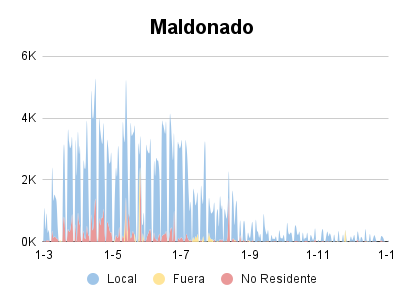 Maldonado
6K
4K
2K
0K
1-3 1-5 1-7 1-9 1-11 1-1
Local Fuera No Residente